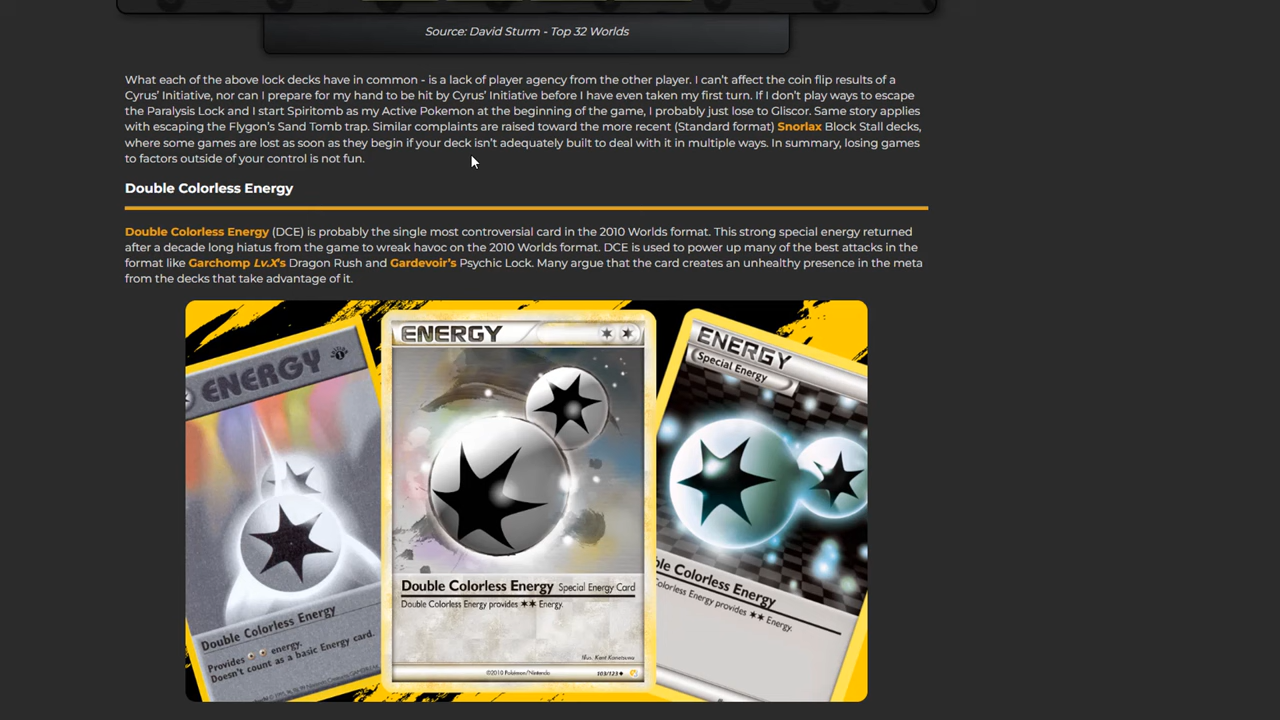 Source: David Sturm - Top 32 Worlds
What each of the above lock decks have in common - is a lack of player agency from the other player. I can't affect the coin flip results of a
Cyrus' Initiative, nor can I prepare for my hand to be hit by Cyrus' Initiative before I have even taken my first turn. If I don't play ways to escape
the Paralysis Lock and I start Spiritomb as my Active Pokemon at the beginning of the game, I probably just lose to Gliscor. Same story applies
with escaping the Flygon's Sand Tomb trap. Similar complaints are raised toward the more recent (Standard format) Snorlax Block Stall decks,
where some games are lost as soon as they begin if your deck isn't adequately built to deal with it in multiple ways. In summary, losing games
to factors outside of your control is not fun.
Double Colorless Energy
Double Colorless Energy (DCE) is probably the single most controversial card in the 2010 Worlds format. This strong special energy returned
after a decade long hiatus from the game to wreak havoc on the 2010 Worlds format. DCE is used to power up many of the best attacks in the
format like Garchomp Lv.X's Dragon Rush and Gardevoir's Psychic Lock. Many argue that the card creates an unhealthy presence in the meta
from the decks that take advantage of it.
ENERGY
Double Colorless Energy
Provides energy.
Doesn't count as a basic Energy card.
ENERGY
Double Colorless Energy Special Energy Card
Double Colorless Energy provides Energy.
Illus. Kent Kanetsuna
©2010 Pokémon/Nintendo
103/123
ENERGY
Special Energy
ble Colorless Energy
Colorless Energy provides Energy.